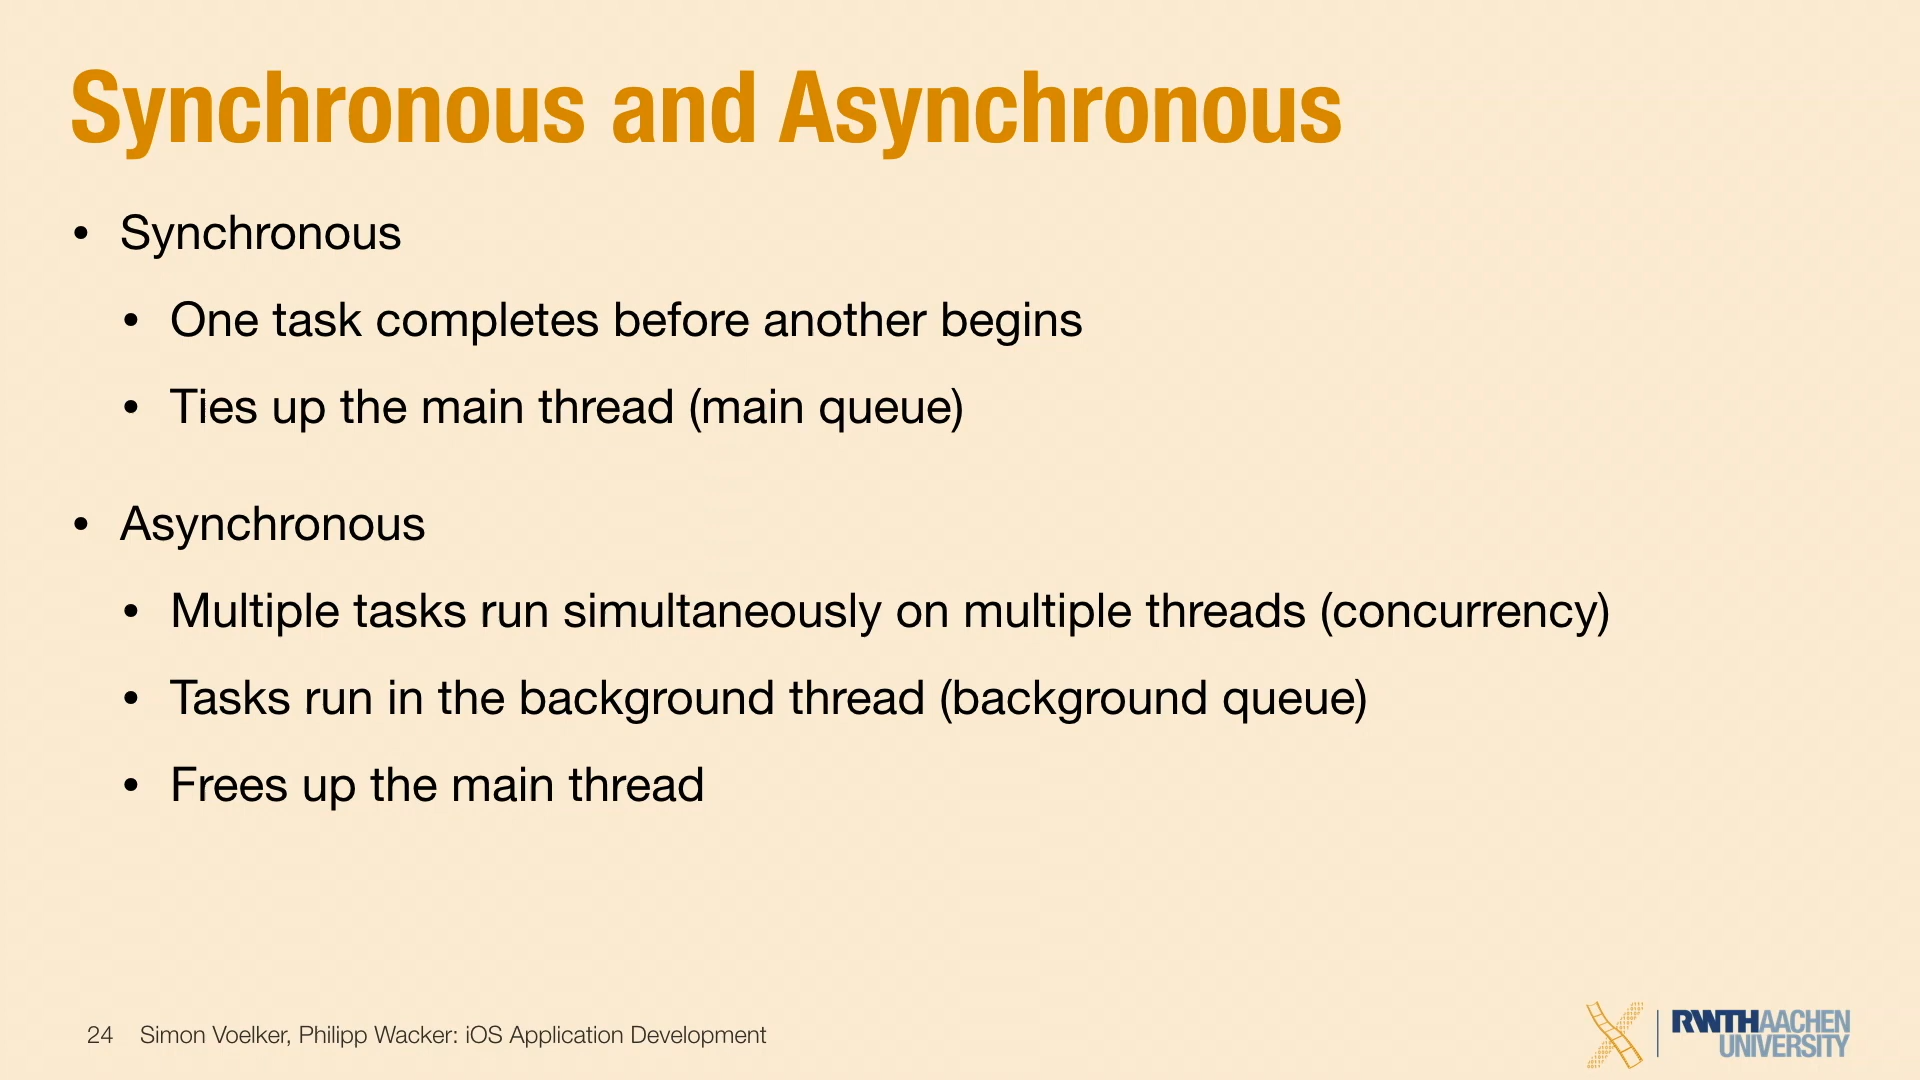 Synchronous and Asynchronous
• Synchronous
• One task completes before another begins
• Ties up the main thread (main queue)
• Asynchronous
• Multiple tasks run simultaneously on multiple threads (concurrency)
• Tasks run in the background thread (background queue)
• Frees up the main thread
24 Simon Voelker, Philipp Wacker: iOS Application Development
RWTHAACHEN
UNIVERSITY